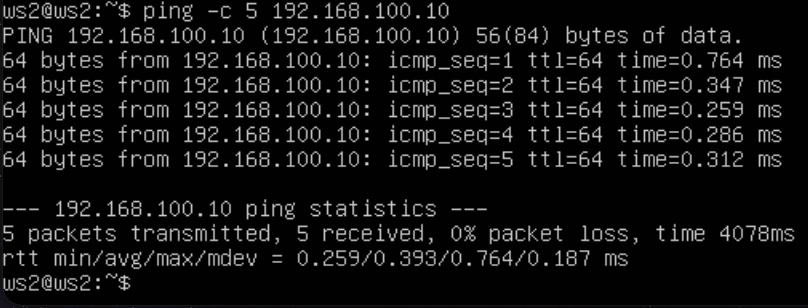 ws2@ws2:~$ ping -c 5 192.168.100.10
PING 192.168.100.10 (192.168.100.10) 56(84) bytes of data.
64 bytes from 192.168.100.10: icmp_seq=1 ttl=64 time=0.764 ms
64 bytes from 192.168.100.10: icmp_seq=2 ttl=64 time=0.347 ms
64 bytes from 192.168.100.10: icmp_seq=3 ttl=64 time=0.259 ms
64 bytes from 192.168.100.10: icmp_seq=4 ttl=64 time=0.286 ms
64 bytes from 192.168.100.10: icmp_seq=5 ttl=64 time=0.312 ms

--- 192.168.100.10 ping statistics ---
5 packets transmitted, 5 received, 0% packet loss, time 4078ms
rtt min/avg/max/mdev = 0.259/0.393/0.764/0.187 ms
ws2@ws2:~$